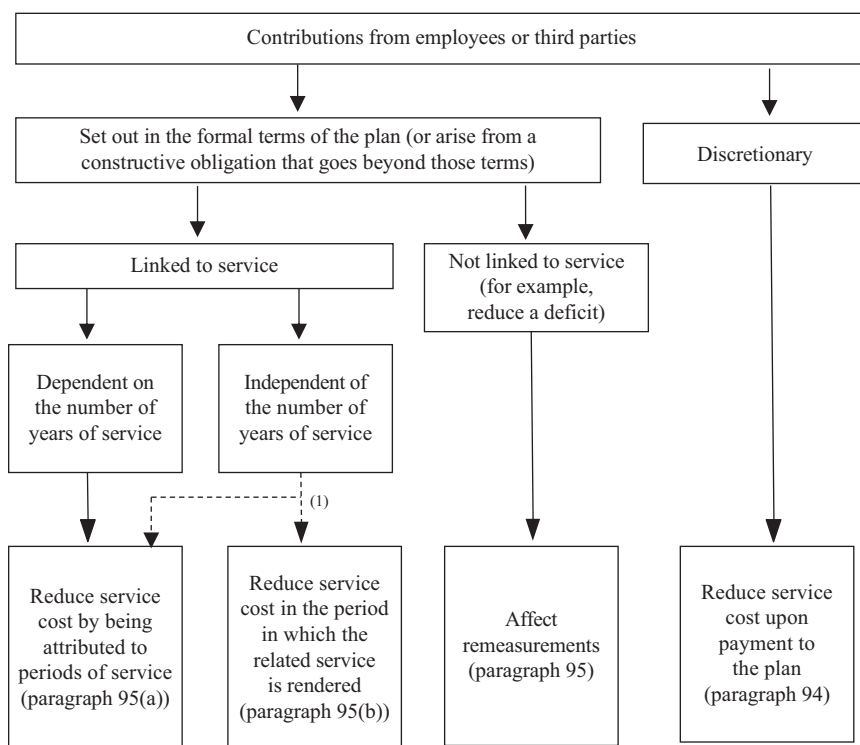 Contributions from employees or third parties
Set out in the formal terms of the plan (or arise from a
constructive obligation that goes beyond those terms)
Discretionary
Linked to service
Not linked to service
(for example,
reduce a deficit)
Dependent on
the number of
years of service
Independent of
the number of
years of service
(1)
Reduce service
cost by being
attributed to
periods of service
(paragraph 95(a))
Reduce service
cost in the period
in which the
related service
is rendered
(paragraph 95(b))
Affect
remeasurements
(paragraph 95)
Reduce service
cost upon
payment to
the plan
(paragraph 94)